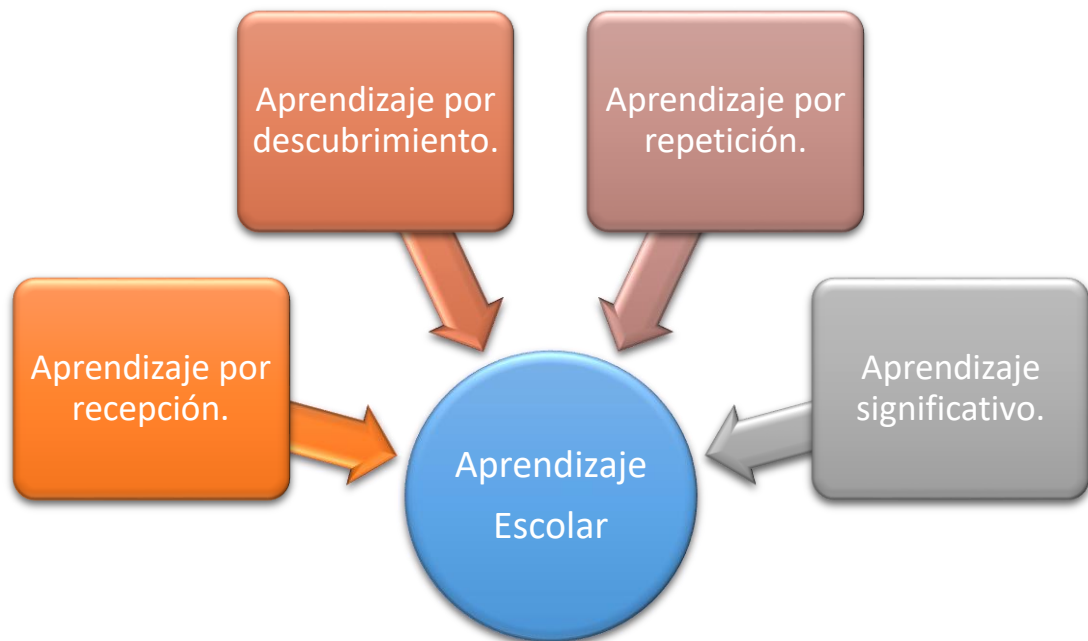 Aprendizaje por
descubrimiento.
Aprendizaje por
repetición.
Aprendizaje por
recepción.
Aprendizaje
significativo.
Aprendizaje
Escolar